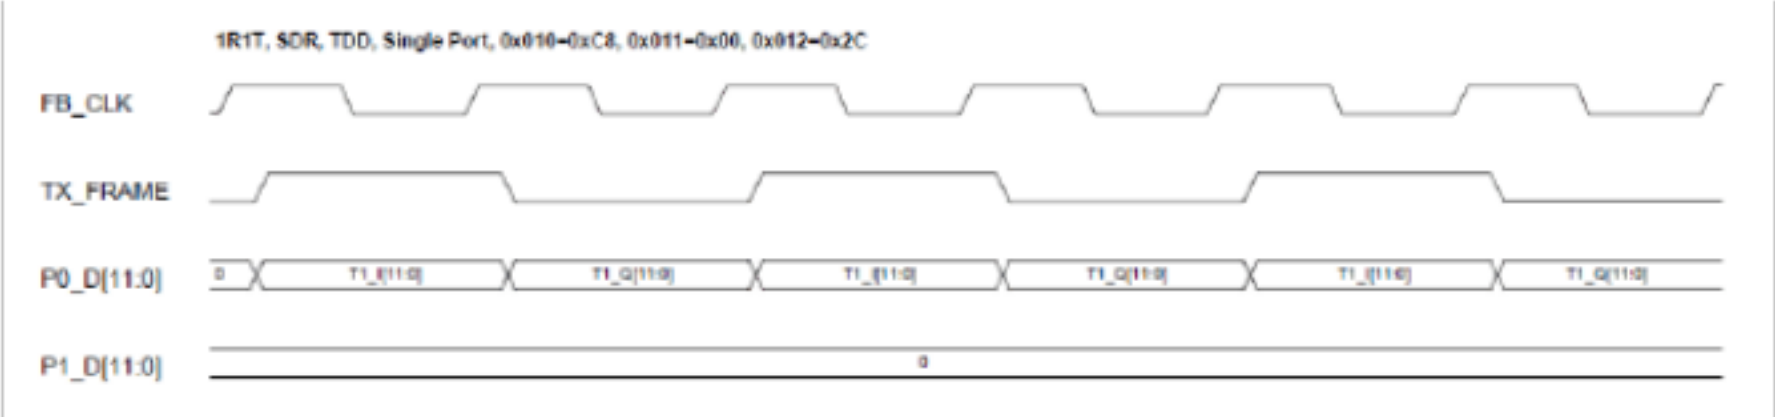 1R1T, SDR, TDD, Single Port, 0x010=0xC8, 0x011=0x00, 0x012=0x2C
FB_CLK
TX_FRAME
P0_D[11:0] 0 T1_I[11:0] T1_Q[11:0] T1_I[11:0] T1_Q[11:0] T1_I[11:0] T1_Q[11:0]
P1_D[11:0] 0